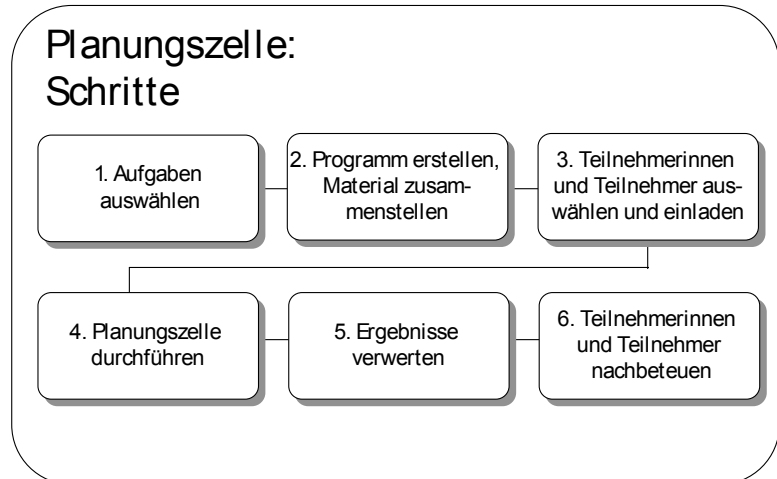 Planungszelle:
Schritte
1. Aufgaben
auswählen
2. Programm erstellen,
Material zusam-
menstellen
3. Teilnehmerinnen
und Teilnehmer aus-
wählen und einladen
4. Planungszelle
durchführen
5. Ergebnisse
verwerten
6. Teilnehmerinnen
und Teilnehmer
nachbeteuen